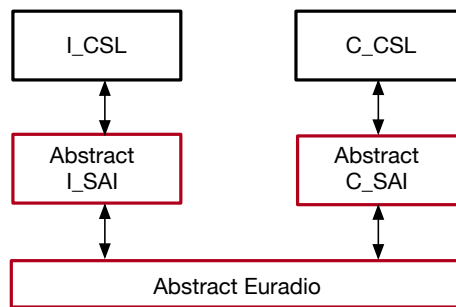 I_CSL
C_CSL
Abstract
I_SAI
Abstract
C_SAI
Abstract Euradio